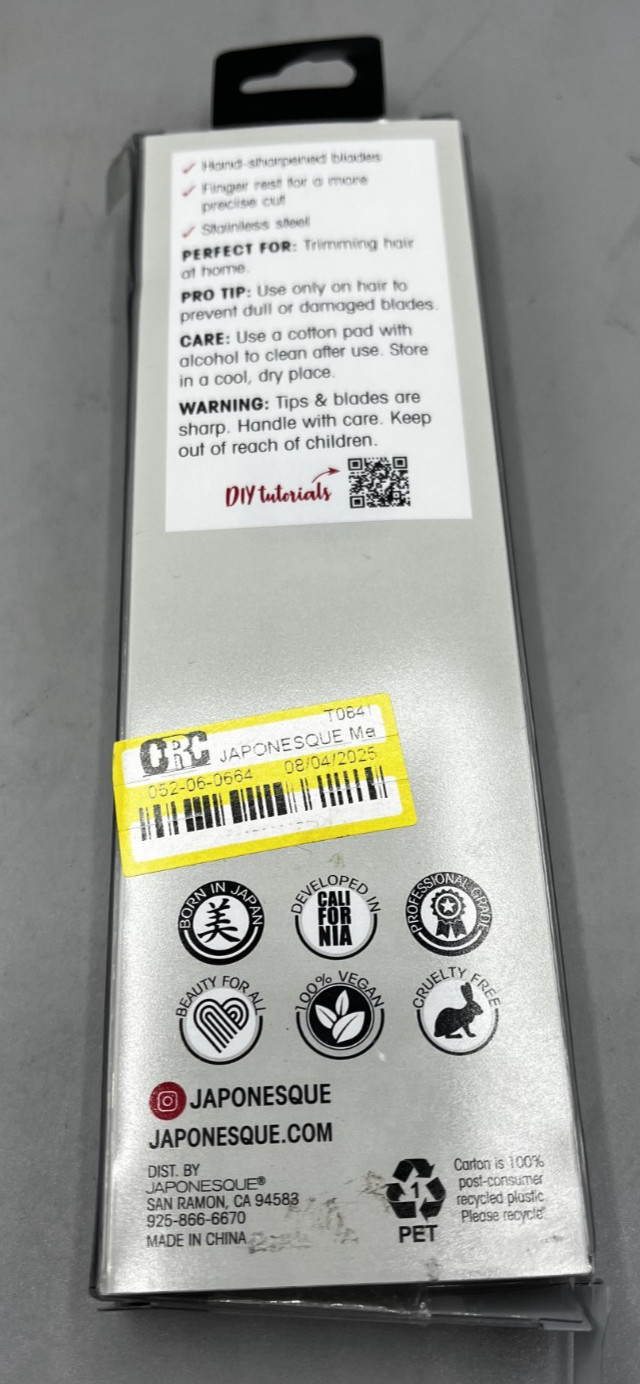 ✓ Hand-sharpened blades
✓ Finger rest for a more
precise cut
✓ Stainless steel
PERFECT FOR: Trimming hair
at home.
PRO TIP: Use only on hair to
prevent dull or damaged blades.
CARE: Use a cotton pad with
alcohol to clean after use. Store
in a cool, dry place.
WARNING: Tips & blades are
sharp. Handle with care. Keep
out of reach of children.
DIY tutorials
T0841
CRC JAPONESQUE Me
052-06-0664 08/04/2025
BORN IN JAPAN
美
DEVELOPED IN
CALI
FOR
NIA
PROFESSIONAL GRADE
BEAUTY FOR ALL
100% VEGAN
CRUELTY FREE
JAPONESQUE
JAPONESQUE.COM
DIST. BY
JAPONESQUE®
SAN RAMON, CA 94583
925-866-6670
MADE IN CHINA
1
PET
Carton is 100%
post-consumer
recycled plastic.
Please recycle.